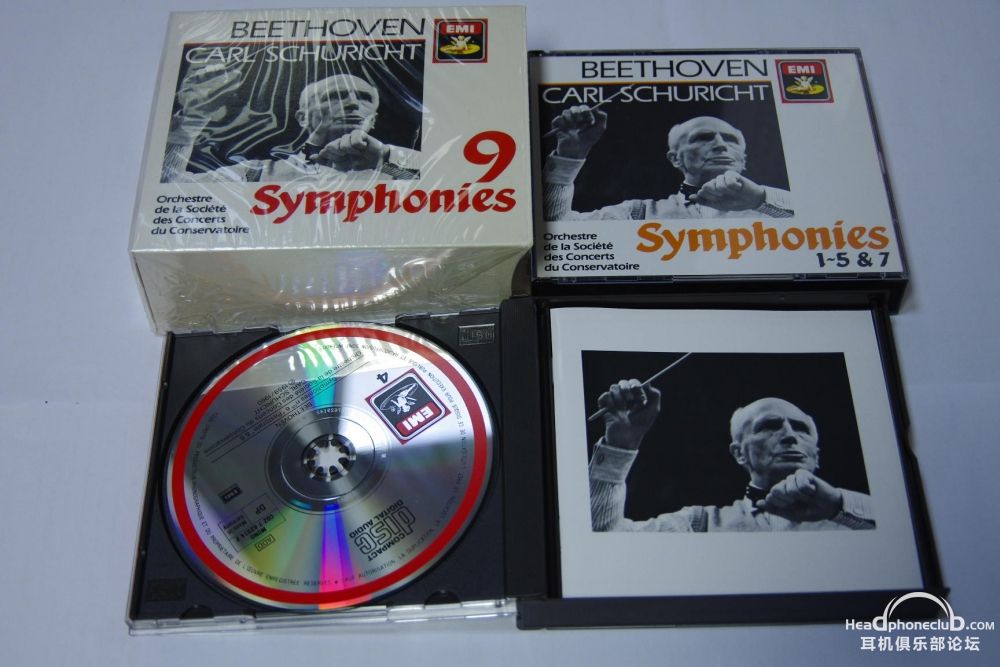 BEETHOVEN
EMI
CARL SCHURICHT
9
Symphonies
Orchestre
de la Société
des Concerts
du Conservatoire
BEETHOVEN
EMI
CARL SCHURICHT
Symphonies
1~5 & 7
Orchestre
de la Société
des Concerts
du Conservatoire
4
EMI
COMPACT
disc
DIGITAL AUDIO
Headphoneclub.com
耳机俱乐部论坛